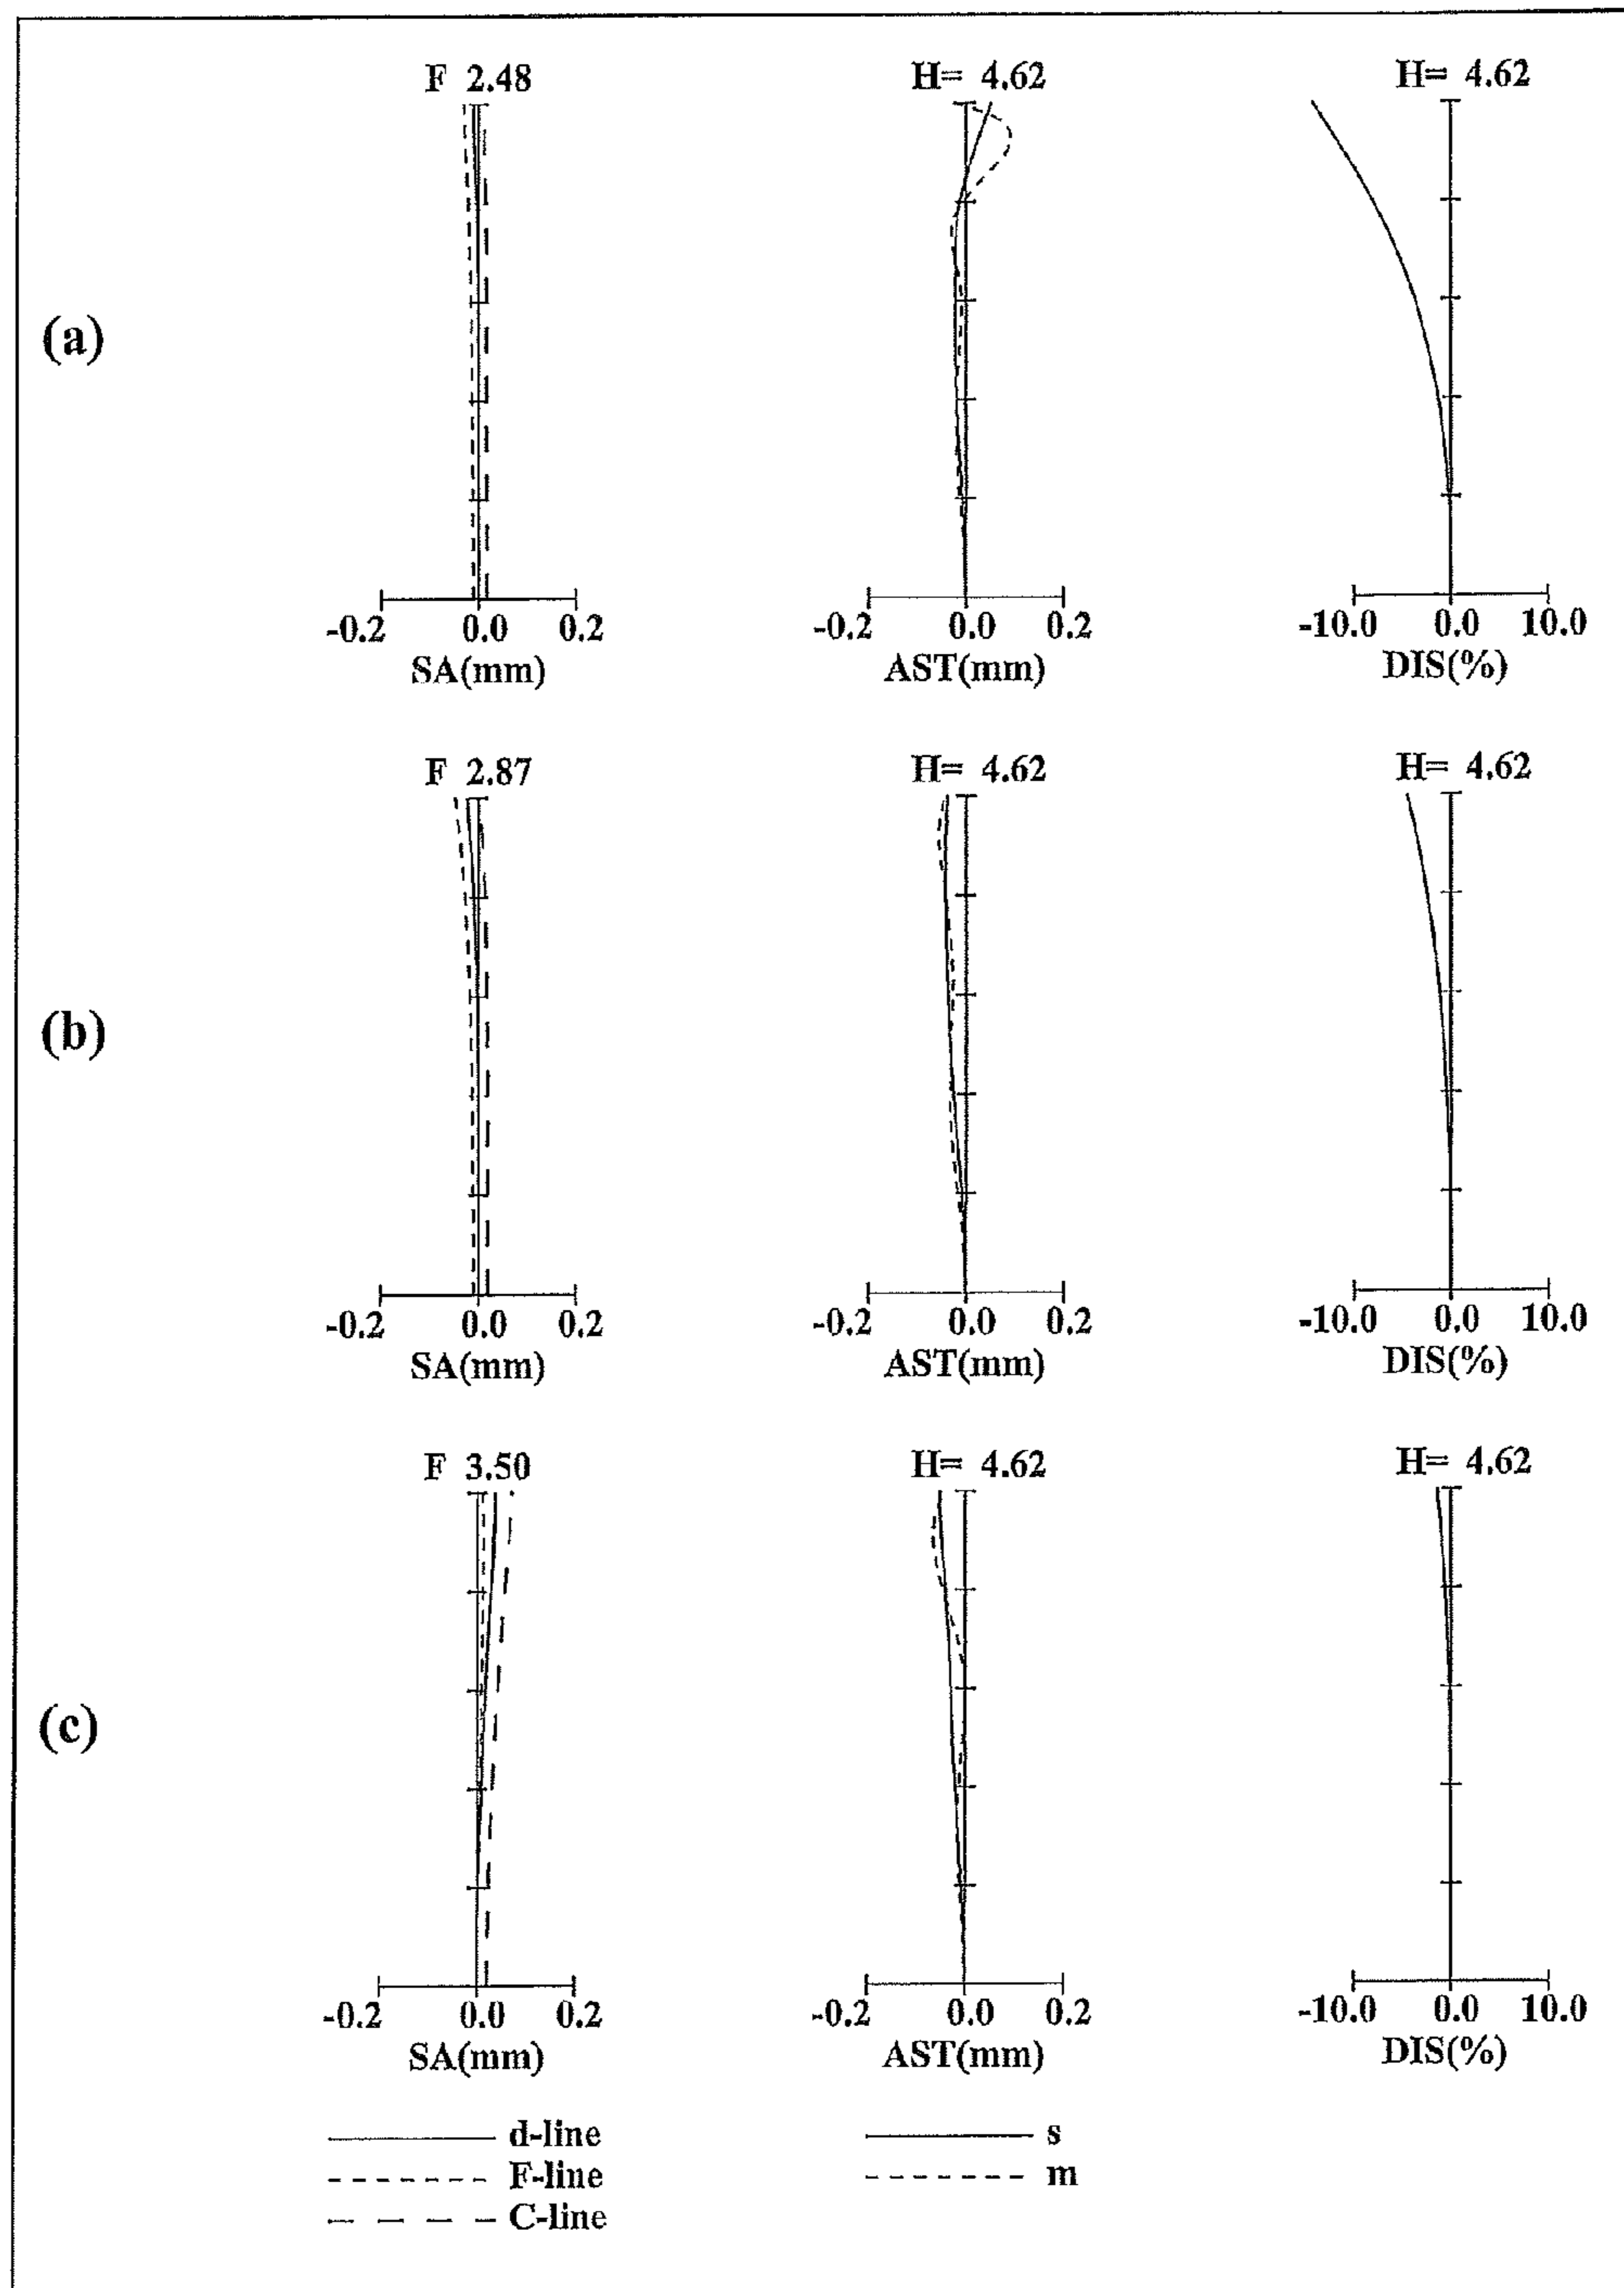 F 2.48 H= 4.62 H= 4.62
(a)
-0.2 0.0 0.2 -0.2 0.0 0.2 -10.0 0.0 10.0
SA(mm) AST(mm) DIS(%)
F 2.87 H= 4.62 H= 4.62
(b)
-0.2 0.0 0.2 -0.2 0.0 0.2 -10.0 0.0 10.0
SA(mm) AST(mm) DIS(%)
F 3.50 H= 4.62 H= 4.62
(c)
-0.2 0.0 0.2 -0.2 0.0 0.2 -10.0 0.0 10.0
SA(mm) AST(mm) DIS(%)
d-line s
F-line m
C-line